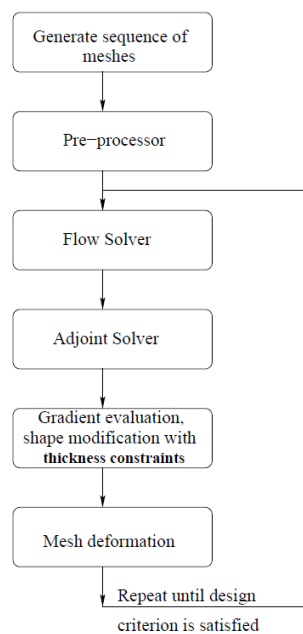 Generate sequence of
meshes
Pre−processor
Flow Solver
Adjoint Solver
Gradient evaluation,
shape modification with
thickness constraints
Mesh deformation
Repeat until design
criterion is satisfied